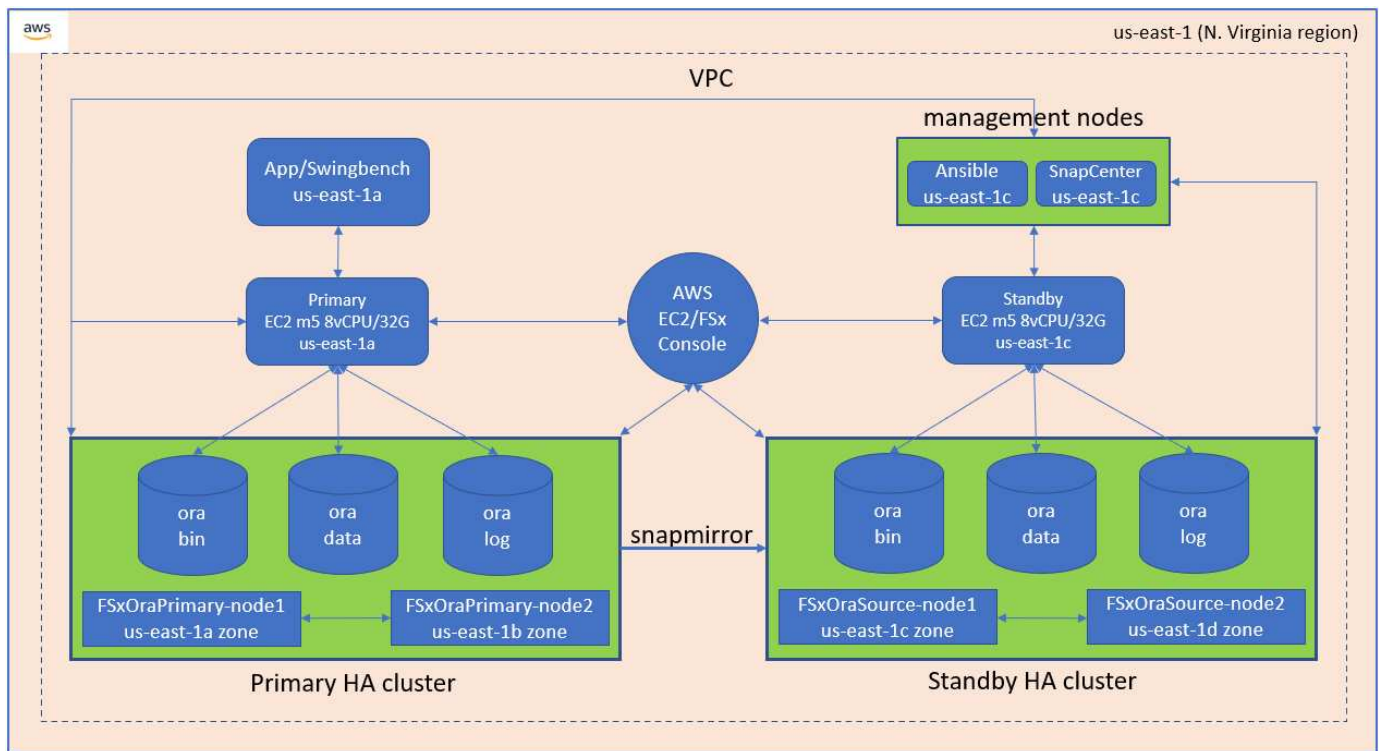 aws
us-east-1 (N. Virginia region)
VPC
management nodes
App/Swingbench
us-east-1a
Ansible
us-east-1c
SnapCenter
us-east-1c
Primary
EC2 m5 8vCPU/32G
us-east-1a
AWS
EC2/FSx
Console
Standby
EC2 m5 8vCPU/32G
us-east-1c
ora
bin
ora
data
ora
log
snapmirror
ora
bin
ora
data
ora
log
FSxOraPrimary-node1
us-east-1a zone
FSxOraPrimary-node2
us-east-1b zone
FSxOraSource-node1
us-east-1c zone
FSxOraSource-node2
us-east-1d zone
Primary HA cluster
Standby HA cluster